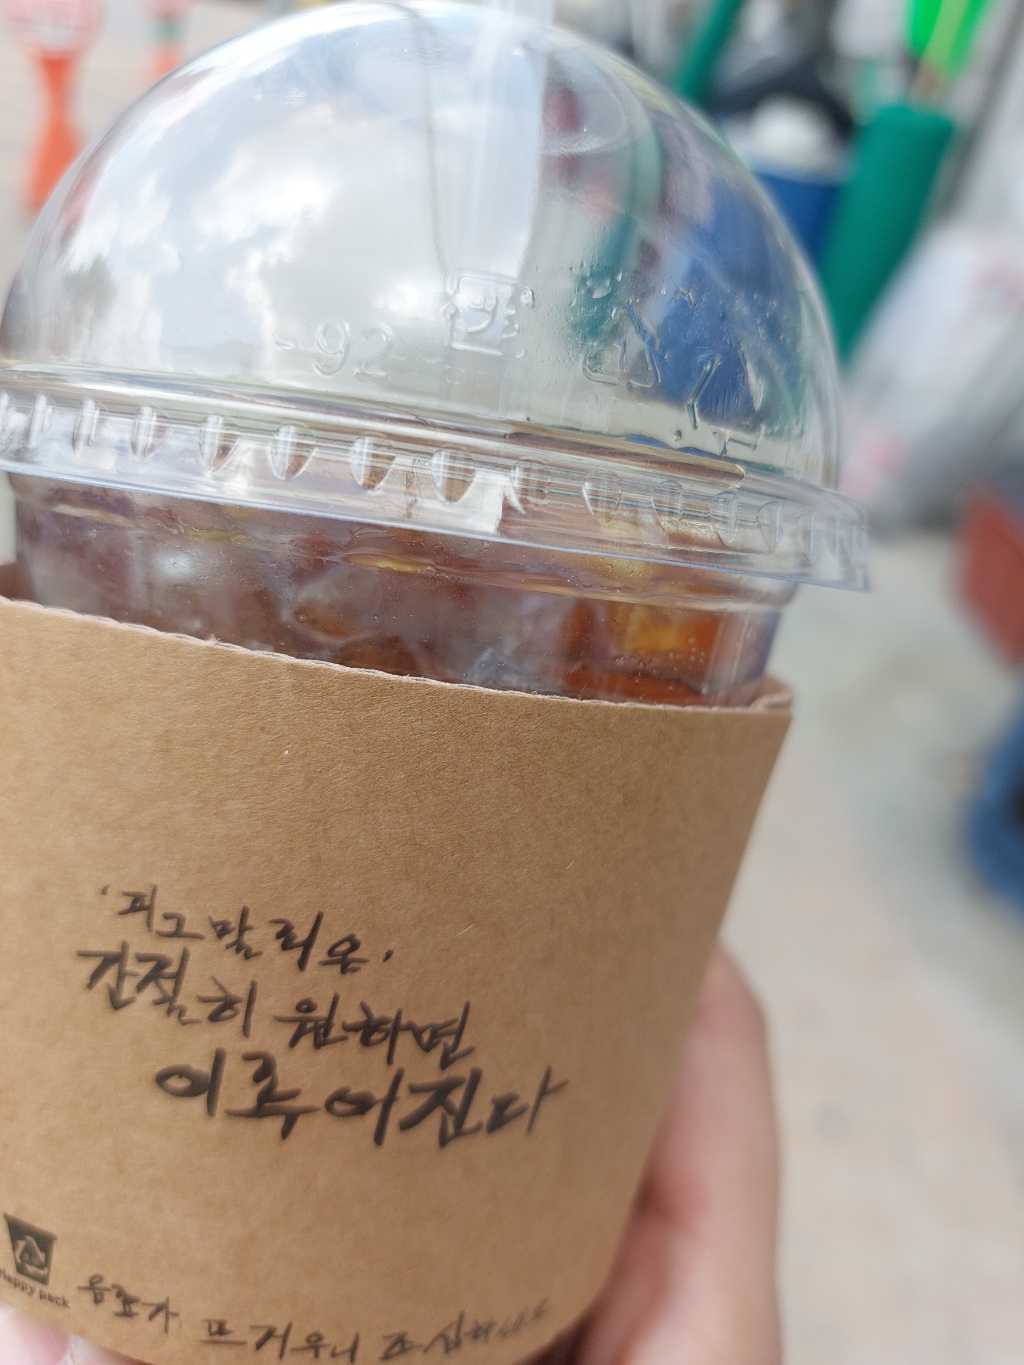 -92
'피그말리온'
간절히 원하면
이루어진다
Happy pack
음료가 뜨거우니 조심하세요